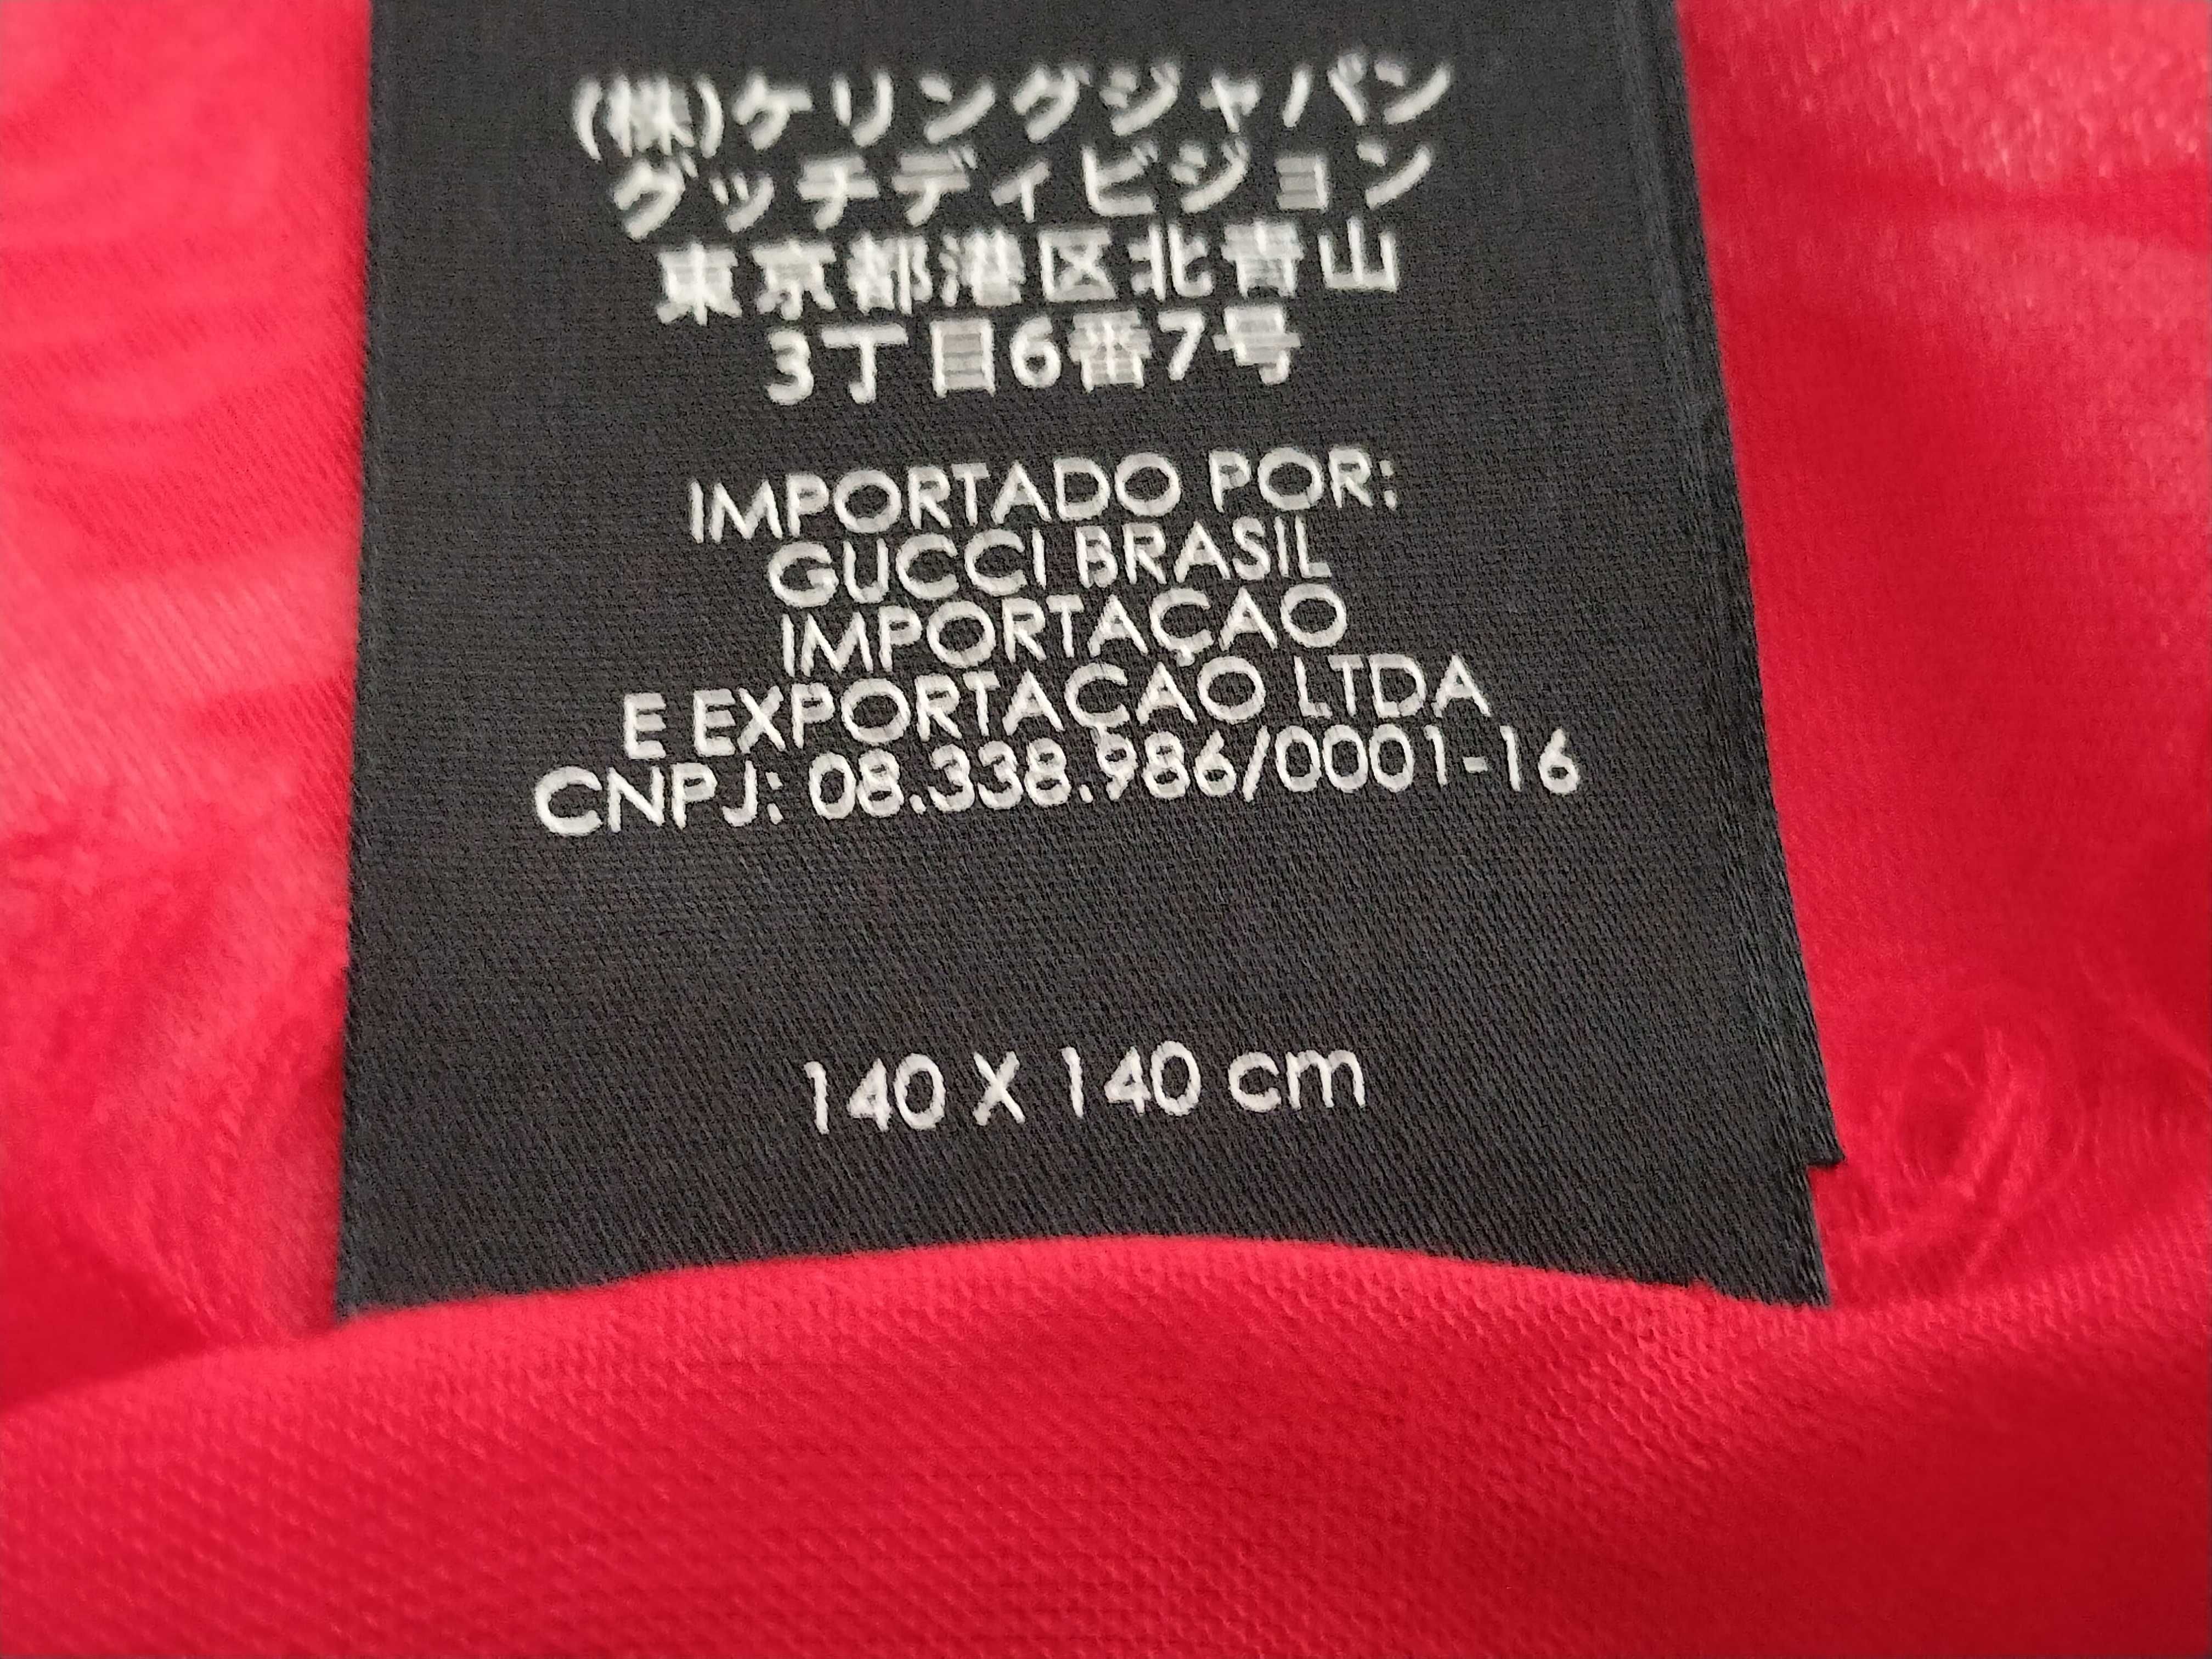 (株)ケリングジャパン
グッチディビジョン
東京都港区北青山
3丁目6番7号
IMPORTADO POR:
GUCCI BRASIL
IMPORTAÇAO
E EXPORTAÇAO LTDA
CNPJ: 08.338.986/0001-16
140 X 140 cm